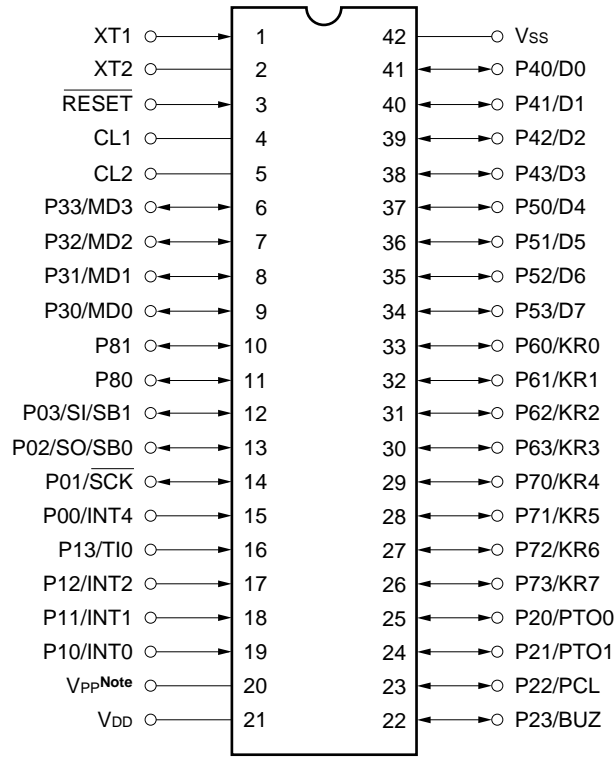 XT1 1 42 Vss
XT2 2 41 P40/D0
RESET 3 40 P41/D1
CL1 4 39 P42/D2
CL2 5 38 P43/D3
P33/MD3 6 37 P50/D4
P32/MD2 7 36 P51/D5
P31/MD1 8 35 P52/D6
P30/MD0 9 34 P53/D7
P81 10 33 P60/KR0
P80 11 32 P61/KR1
P03/SI/SB1 12 31 P62/KR2
P02/SO/SB0 13 30 P63/KR3
P01/SCK 14 29 P70/KR4
P00/INT4 15 28 P71/KR5
P13/TI0 16 27 P72/KR6
P12/INT2 17 26 P73/KR7
P11/INT1 18 25 P20/PTO0
P10/INT0 19 24 P21/PTO1
VPP Note 20 23 P22/PCL
VDD 21 22 P23/BUZ